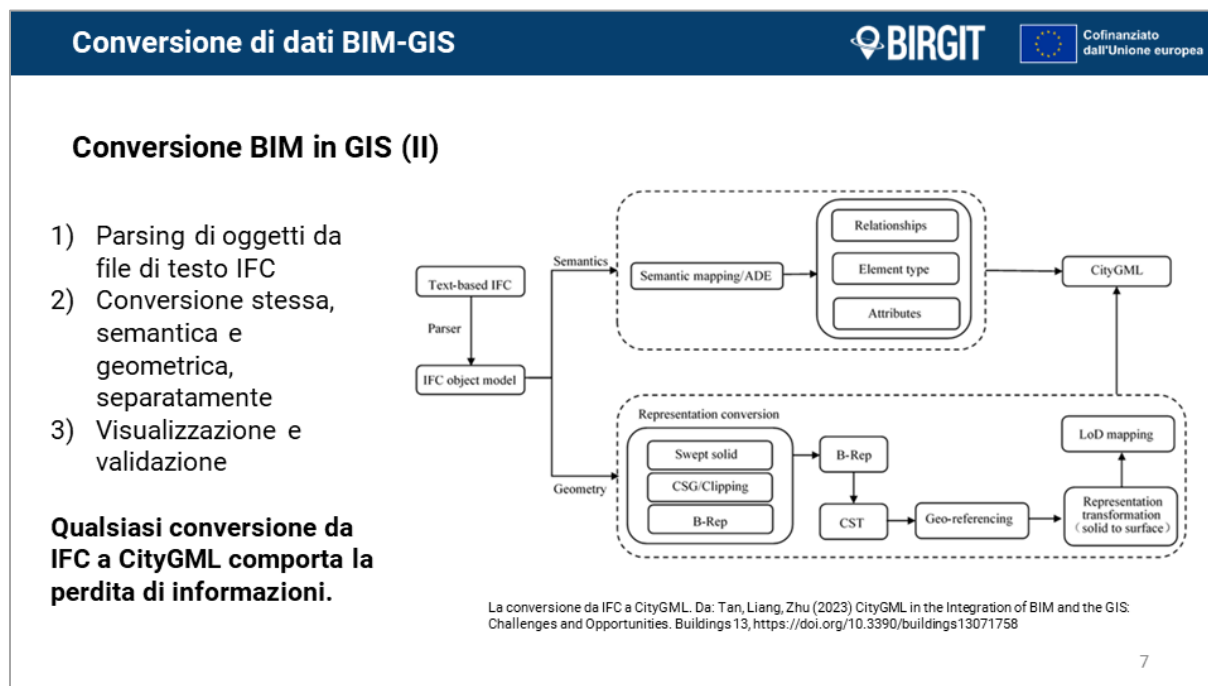 Conversione di dati BIM-GIS
BIRGIT
Cofinanziato
dall'Unione europea
Conversione BIM in GIS (II)
1) Parsing di oggetti da
file di testo IFC
2) Conversione stessa,
semantica e
geometrica,
separatamente
3) Visualizzazione e
validazione
Qualsiasi conversione da
IFC a CityGML comporta la
perdita di informazioni.
Text-based IFC
Parser
IFC object model
Semantics
Semantic mapping/ADE
Relationships
Element type
Attributes
CityGML
Geometry
Representation conversion
Swept solid
CSG/Clipping
B-Rep
B-Rep
CST
Geo-referencing
Representation
transformation
(solid to surface)
LoD mapping
La conversione da IFC a CityGML. Da: Tan, Liang, Zhu (2023) CityGML in the Integration of BIM and the GIS:
Challenges and Opportunities. Buildings 13, https://doi.org/10.3390/buildings13071758
7